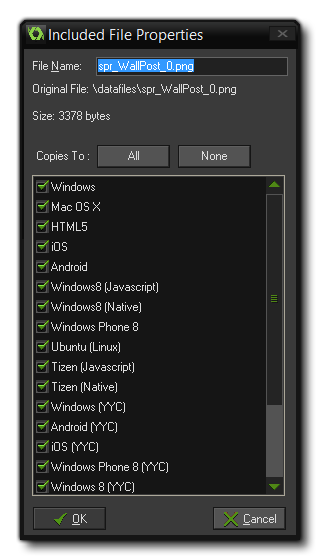 Included File Properties
File Name: spr_WallPost_0.png
Original File: \datafiles\spr_WallPost_0.png
Size: 3378 bytes
Copies To : All None
Windows
Mac OS X
HTML5
iOS
Android
Windows8 (Javascript)
Windows8 (Native)
Windows Phone 8
Ubuntu (Linux)
Tizen (Javascript)
Tizen (Native)
Windows (YYC)
Android (YYC)
iOS (YYC)
Windows Phone 8 (YYC)
Windows 8 (YYC)
OK Cancel